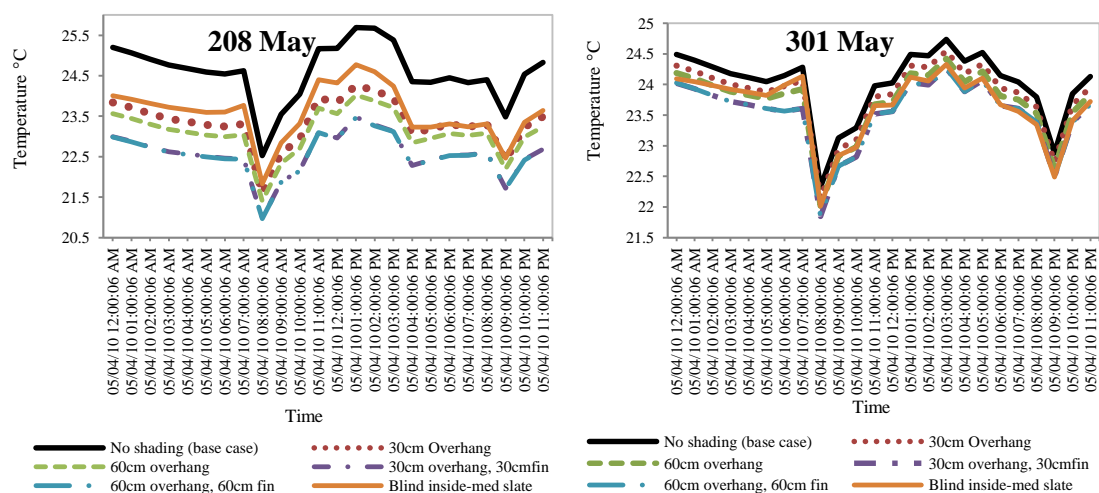 208 May
Temperature °C
25.5
24.5
23.5
22.5
21.5
20.5
05/04/10 12:00:06 AM
05/04/10 01:00:06 AM
05/04/10 02:00:06 AM
05/04/10 03:00:06 AM
05/04/10 04:00:06 AM
05/04/10 05:00:06 AM
05/04/10 06:00:06 AM
05/04/10 07:00:06 AM
05/04/10 08:00:06 AM
05/04/10 09:00:06 AM
05/04/10 10:00:06 AM
05/04/10 11:00:06 AM
05/04/10 12:00:06 PM
05/04/10 01:00:06 PM
05/04/10 02:00:06 PM
05/04/10 03:00:06 PM
05/04/10 04:00:06 PM
05/04/10 05:00:06 PM
05/04/10 06:00:06 PM
05/04/10 07:00:06 PM
05/04/10 08:00:06 PM
05/04/10 09:00:06 PM
05/04/10 10:00:06 PM
05/04/10 11:00:06 PM
Time
No shading (base case)
30cm Overhang
60cm overhang
30cm overhang, 30cmfin
60cm overhang, 60cm fin
Blind inside-med slate
301 May
Temperature °C
25
24.5
24
23.5
23
22.5
22
21.5
05/04/10 12:00:06 AM
05/04/10 01:00:06 AM
05/04/10 02:00:06 AM
05/04/10 03:00:06 AM
05/04/10 04:00:06 AM
05/04/10 05:00:06 AM
05/04/10 06:00:06 AM
05/04/10 07:00:06 AM
05/04/10 08:00:06 AM
05/04/10 09:00:06 AM
05/04/10 10:00:06 AM
05/04/10 11:00:06 AM
05/04/10 12:00:06 PM
05/04/10 01:00:06 PM
05/04/10 02:00:06 PM
05/04/10 03:00:06 PM
05/04/10 04:00:06 PM
05/04/10 05:00:06 PM
05/04/10 06:00:06 PM
05/04/10 07:00:06 PM
05/04/10 08:00:06 PM
05/04/10 09:00:06 PM
05/04/10 10:00:06 PM
05/04/10 11:00:06 PM
Time
No shading (base case)
30cm Overhang
60cm overhang
30cm overhang, 30cmfin
60cm overhang, 60cm fin
Blind inside-med slate